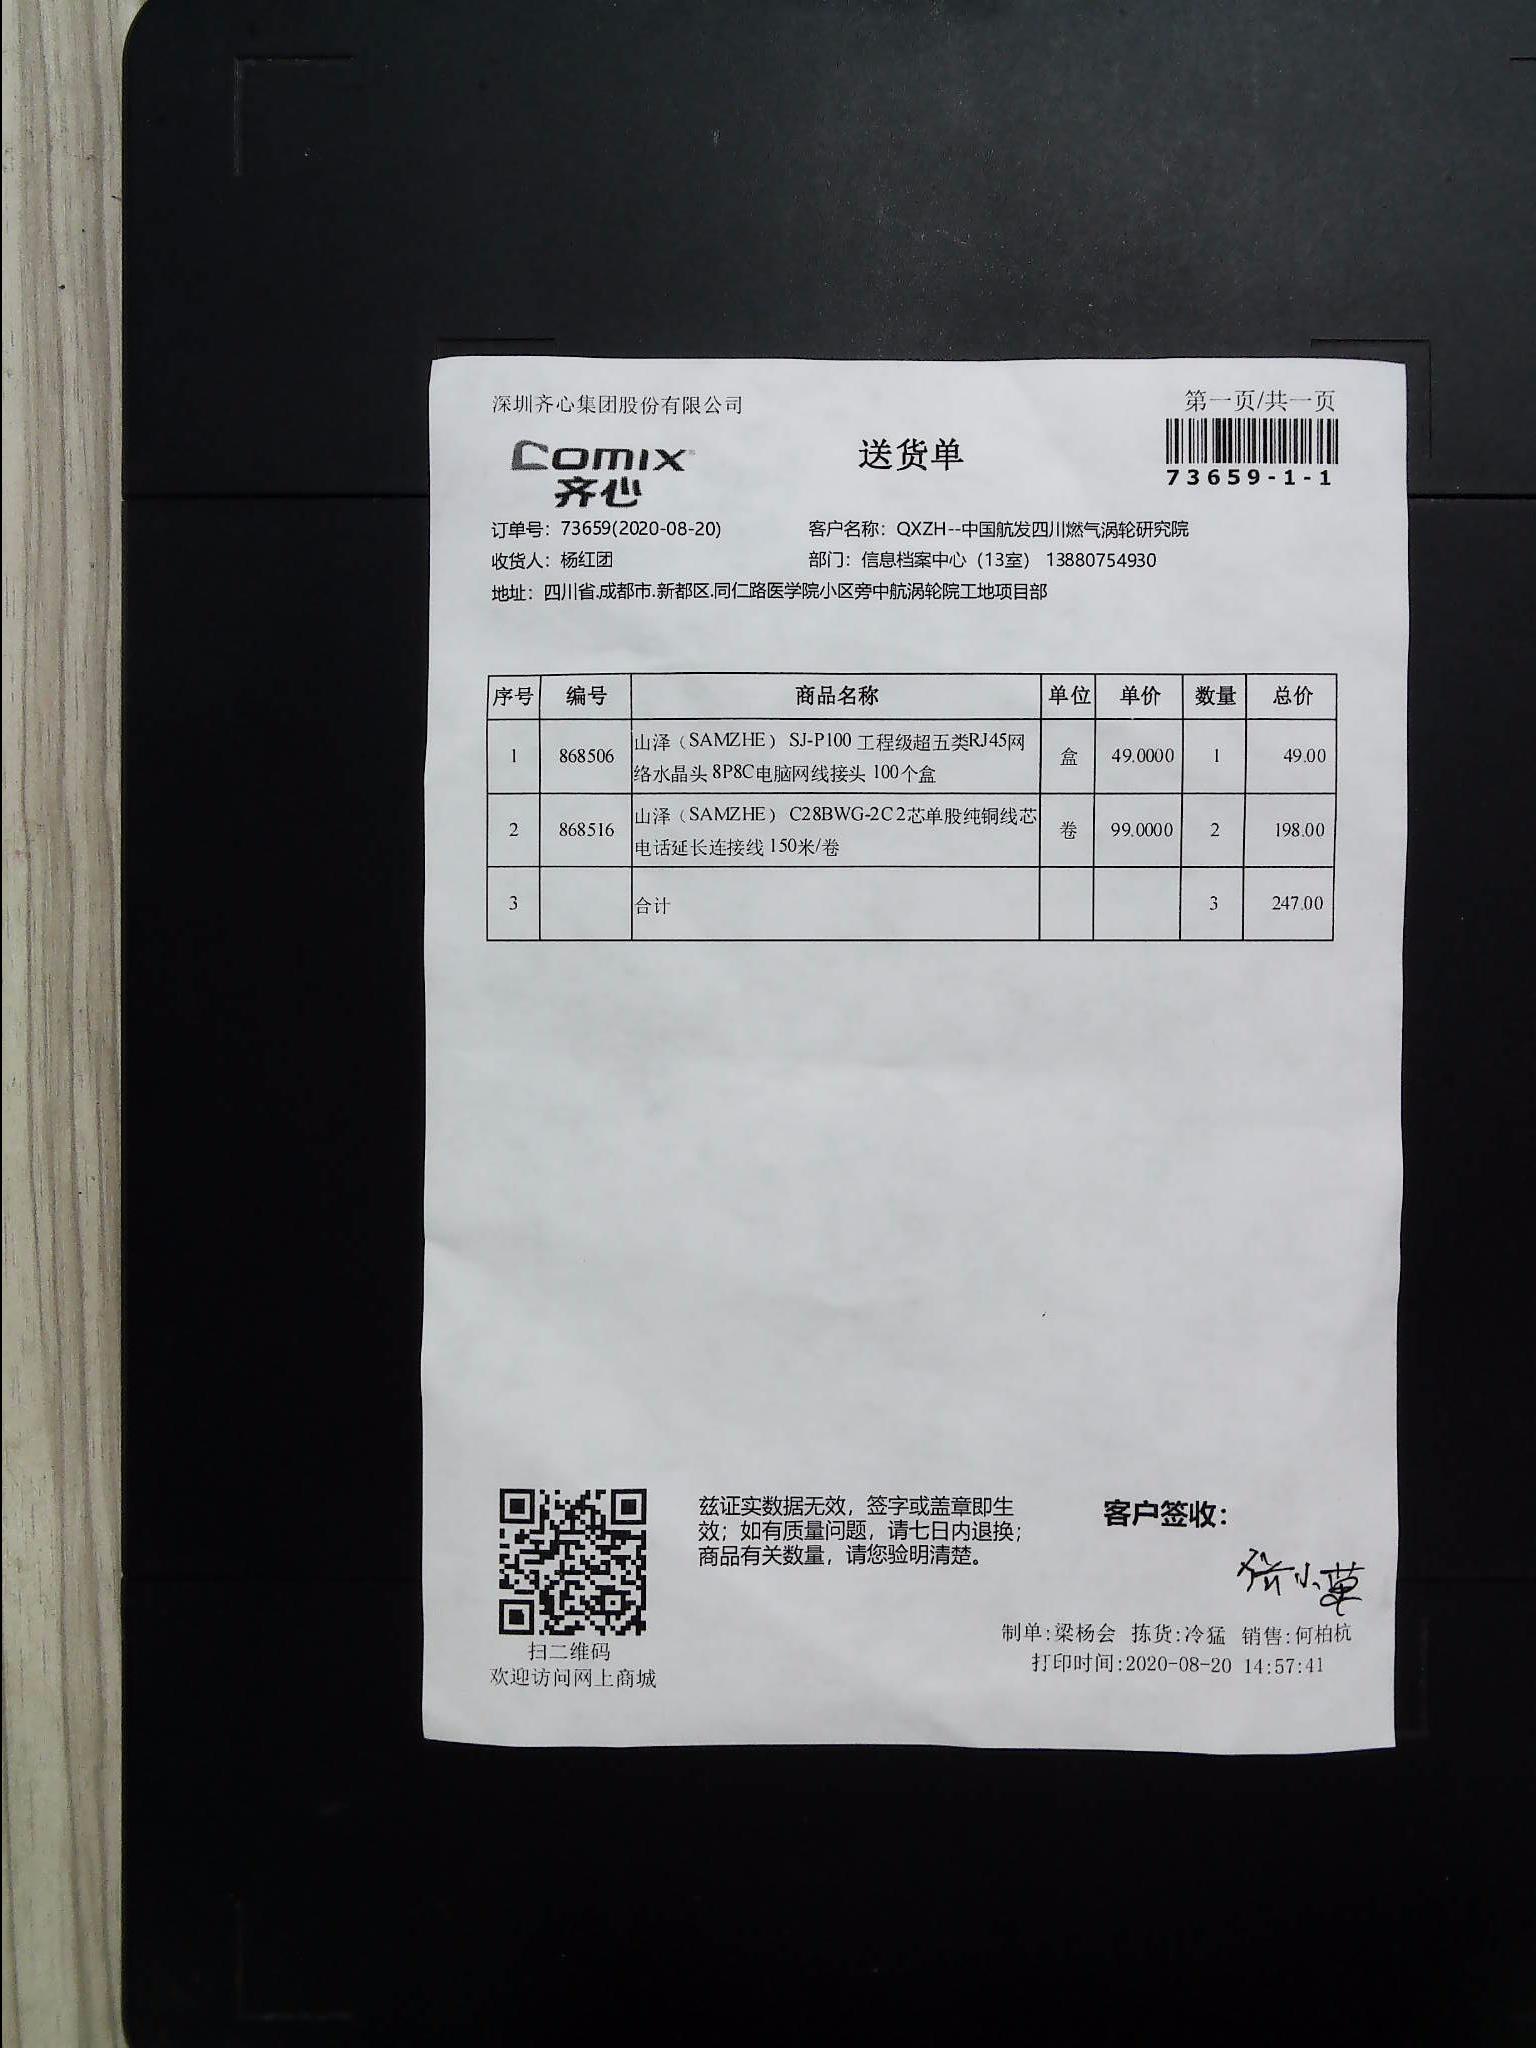 深圳齐心集团股份有限公司
第一页/共一页
comix
齐心
送货单
73659-1-1
订单号：73659(2020-08-20) 客户名称：QXZH--中国航发四川燃气涡轮研究院
收货人：杨红团 部门：信息档案中心（13室） 13880754930
地址：四川省.成都市.新都区.同仁路医学院小区旁中航涡轮院工地项目部
序号 编号 商品名称 单位 单价 数量 总价
1 868506 山泽（SAMZHE） SJ-P100 工程级超五类RJ45网 盒 49.0000 1 49.00
络水晶头 8P8C电脑网线接头 100个盒
2 868516 山泽（SAMZHE） C28BWG-2C 2芯单股纯铜线芯 卷 99.0000 2 198.00
电话延长连接线 150米/卷
3 合计 3 247.00
兹证实数据无效，签字或盖章即生
效；如有质量问题，请七日内退换；
商品有关数量，请您验明清楚。
客户签收：
扫二维码
欢迎访问网上商城
制单:梁杨会 拣货:冷猛 销售:何柏杭
打印时间:2020-08-20 14:57:41